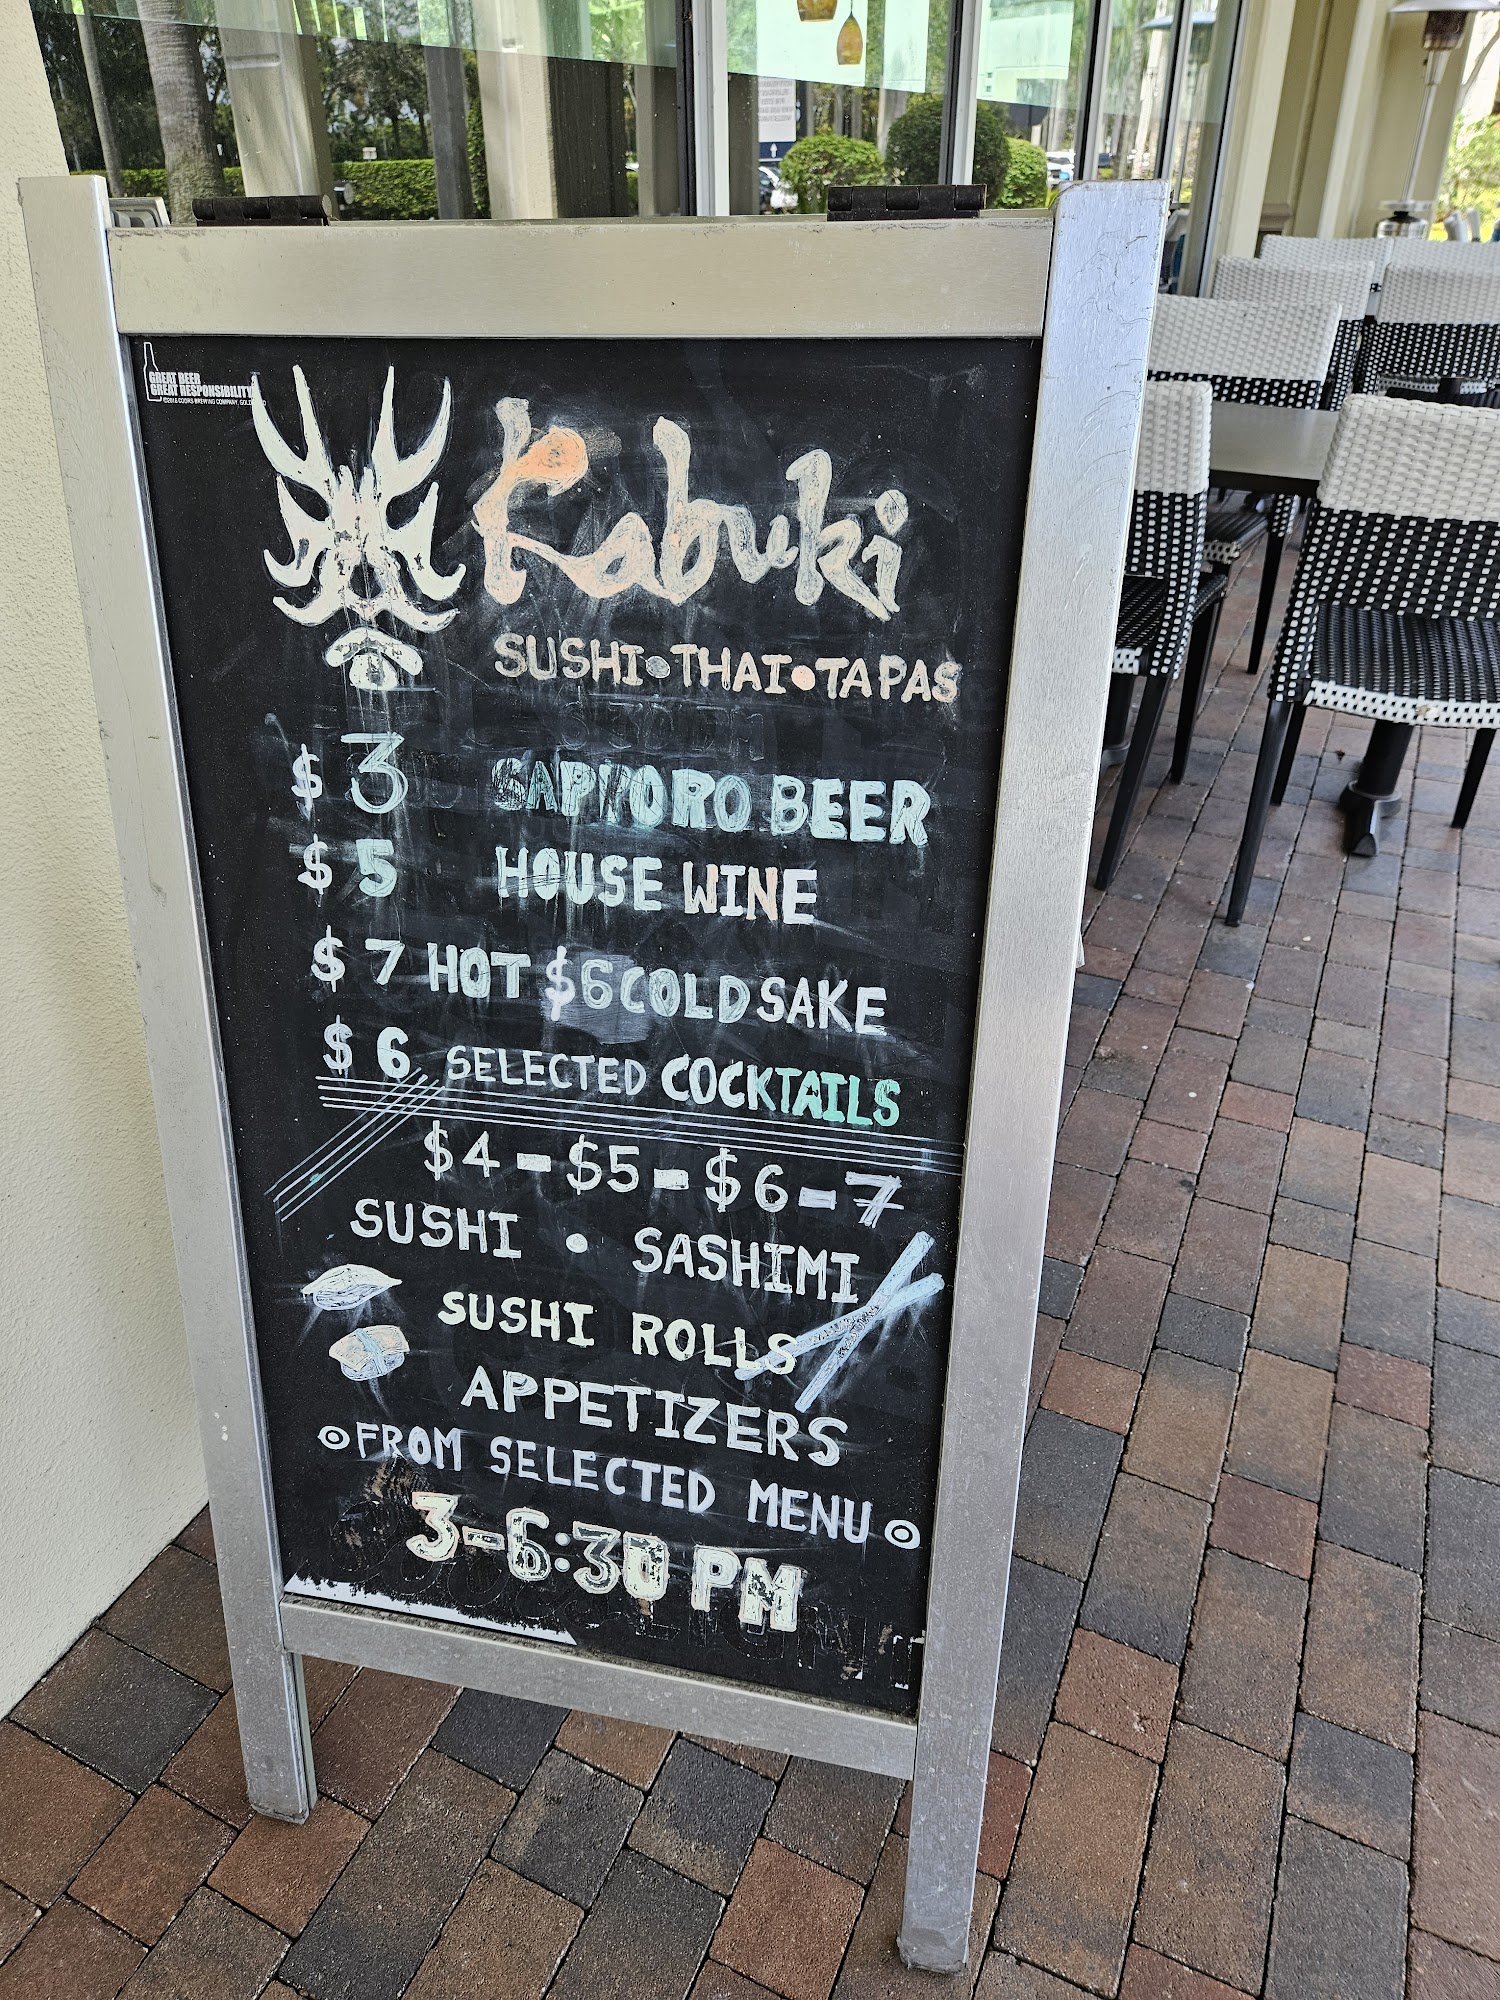 GREAT BEER
GREAT RESPONSIBILITY
Kabuki
SUSHI•THAI•TAPAS
$ 3 SAPPORO BEER
$ 5 HOUSE WINE
$ 7 HOT $6 COLD SAKE
$ 6 SELECTED COCKTAILS
$4 - $5 - $6 - 7
SUSHI • SASHIMI
SUSHI ROLLS
APPETIZERS
FROM SELECTED MENU
3-6:30 PM